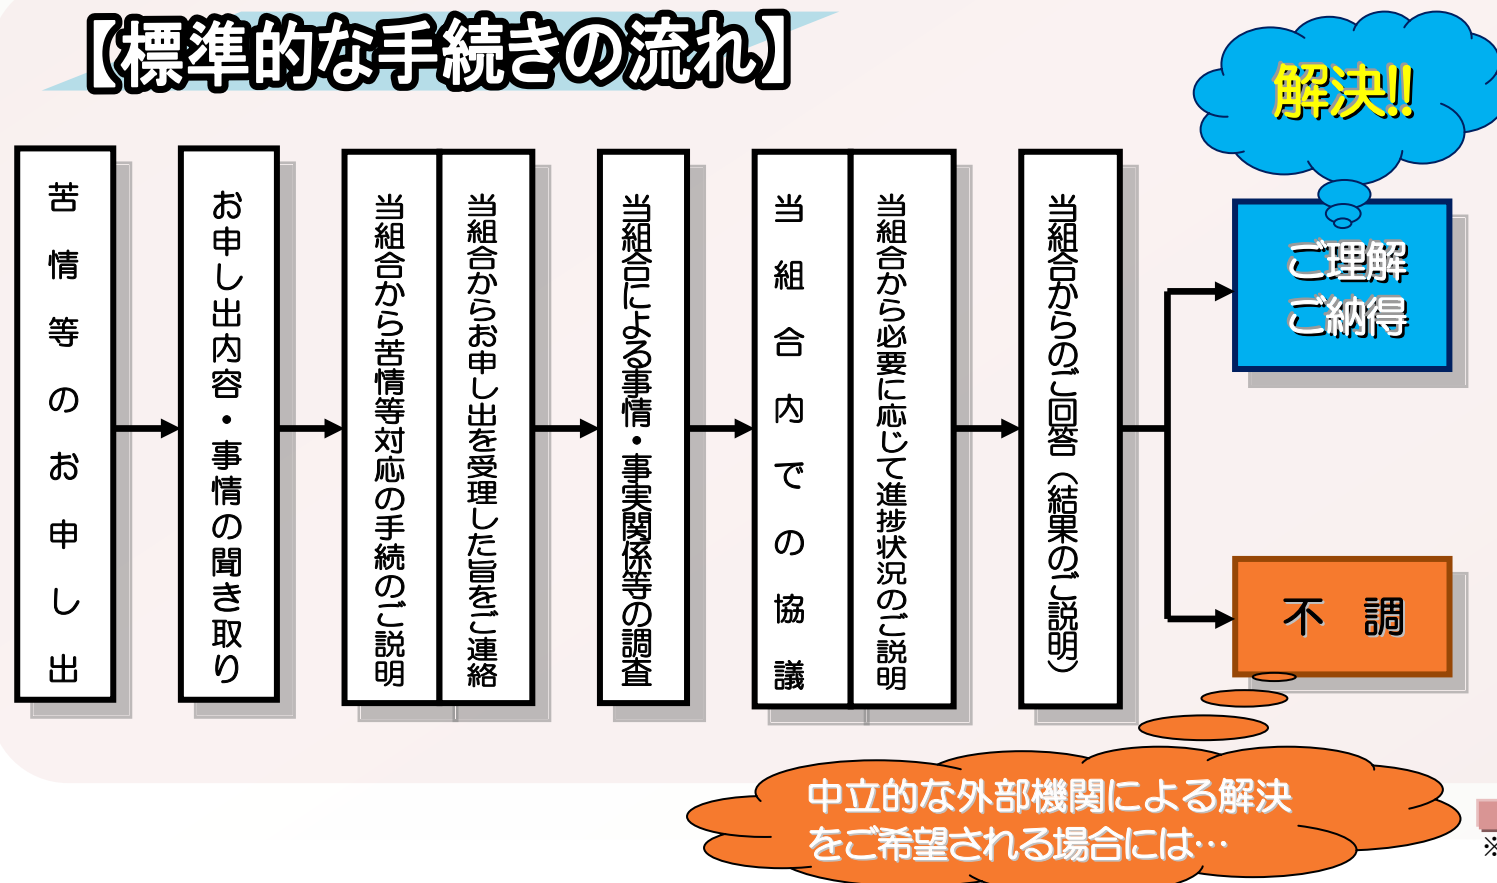 【標準的な手続きの流れ】
苦情等のお申し出
お申し出内容・事情の聞き取り
当組合から苦情等対応の手続のご説明
当組合からお申し出を受理した旨をご連絡
当組合による事情・事実関係等の調査
当組合内での協議
当組合から必要に応じて進捗状況のご説明
当組合からのご回答（結果のご説明）
解決!!
ご理解
ご納得
不　調
中立的な外部機関による解決
をご希望される場合には…
※